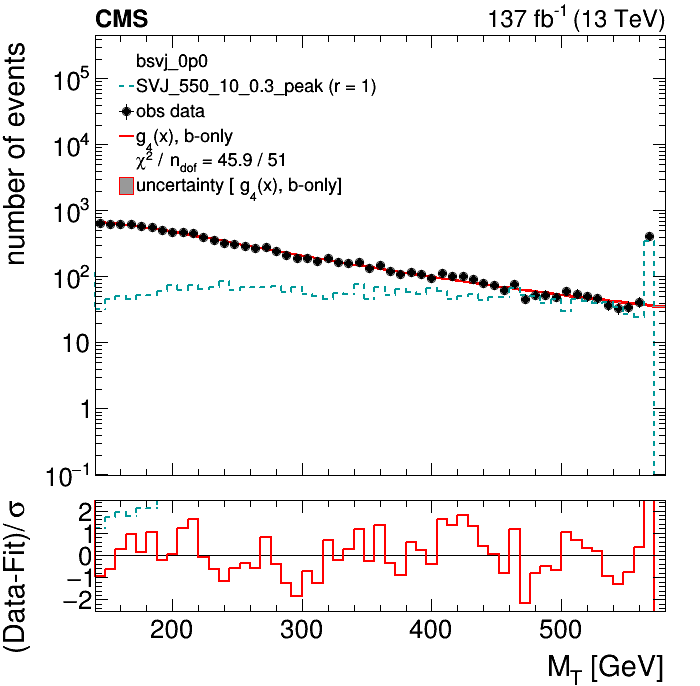 CMS 137 fb⁻¹ (13 TeV)
bsvj_0p0
SVJ_550_10_0.3_peak (r = 1)
obs data
g₄(x), b-only
χ² / n_dof = 45.9 / 51
uncertainty [ g₄(x), b-only]
number of events
10⁵
10⁴
10³
10²
10
1
10⁻¹
(Data-Fit)/ σ
2
1
0
−1
−2
200 300 400 500
M_T [GeV]